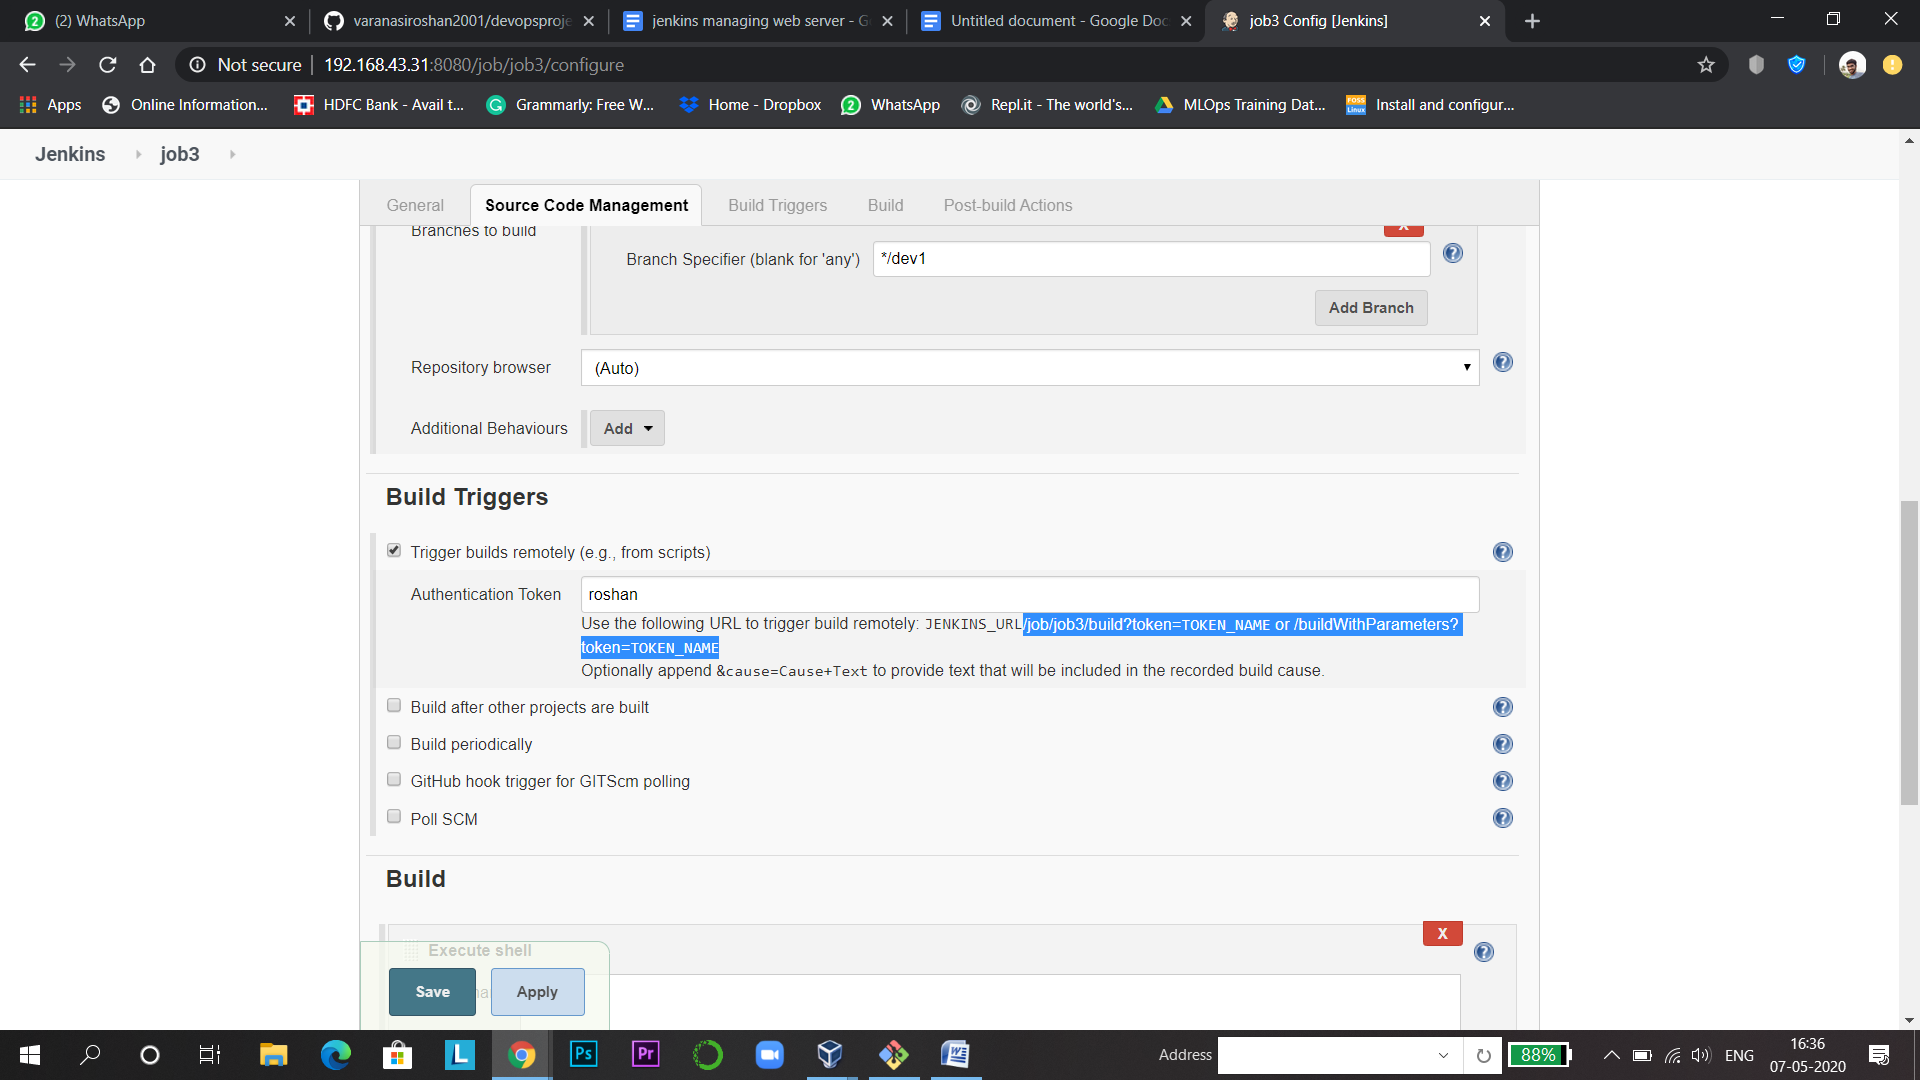 (2) WhatsApp
varanasiroshan2001/devopsproje
jenkins managing web server - G
Untitled document - Google Doc
job3 Config [Jenkins]
Not secure
192.168.43.31:8080/job/job3/configure
Apps
Online Information...
HDFC Bank - Avail t...
Grammarly: Free W...
Home - Dropbox
WhatsApp
Repl.it - The world's...
MLOps Training Dat...
Install and configur...
Jenkins
job3
General
Source Code Management
Build Triggers
Build
Post-build Actions
Branches to build
X
Branch Specifier (blank for 'any')
*/dev1
Add Branch
Repository browser
(Auto)
Additional Behaviours
Add
Build Triggers
Trigger builds remotely (e.g., from scripts)
Authentication Token
roshan
Use the following URL to trigger build remotely: JENKINS_URL/job/job3/build?token=TOKEN_NAME or /buildWithParameters?
token=TOKEN_NAME
Optionally append &cause=Cause+Text to provide text that will be included in the recorded build cause.
Build after other projects are built
Build periodically
GitHub hook trigger for GITScm polling
Poll SCM
Build
X
Execute shell
Save
Apply
Address
88%
ENG
16:36
07-05-2020